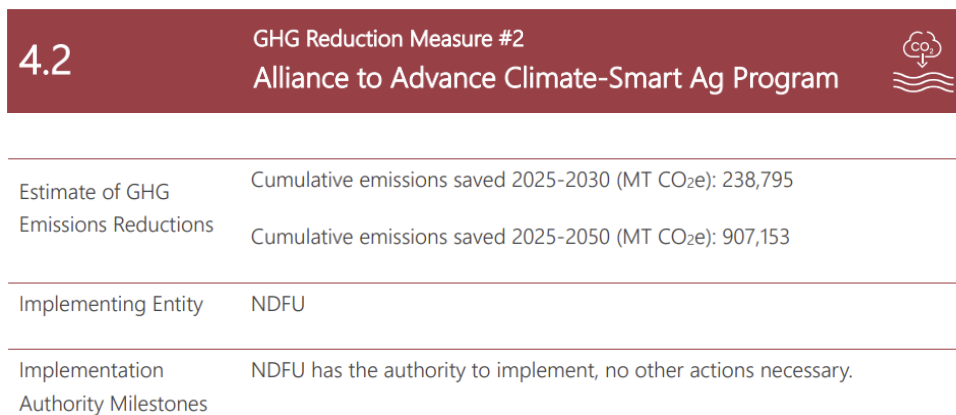 4.2
GHG Reduction Measure #2
Alliance to Advance Climate-Smart Ag Program
CO₂
Estimate of GHG
Emissions Reductions
Cumulative emissions saved 2025-2030 (MT CO₂e): 238,795
Cumulative emissions saved 2025-2050 (MT CO₂e): 907,153
Implementing Entity
NDFU
Implementation
Authority Milestones
NDFU has the authority to implement, no other actions necessary.